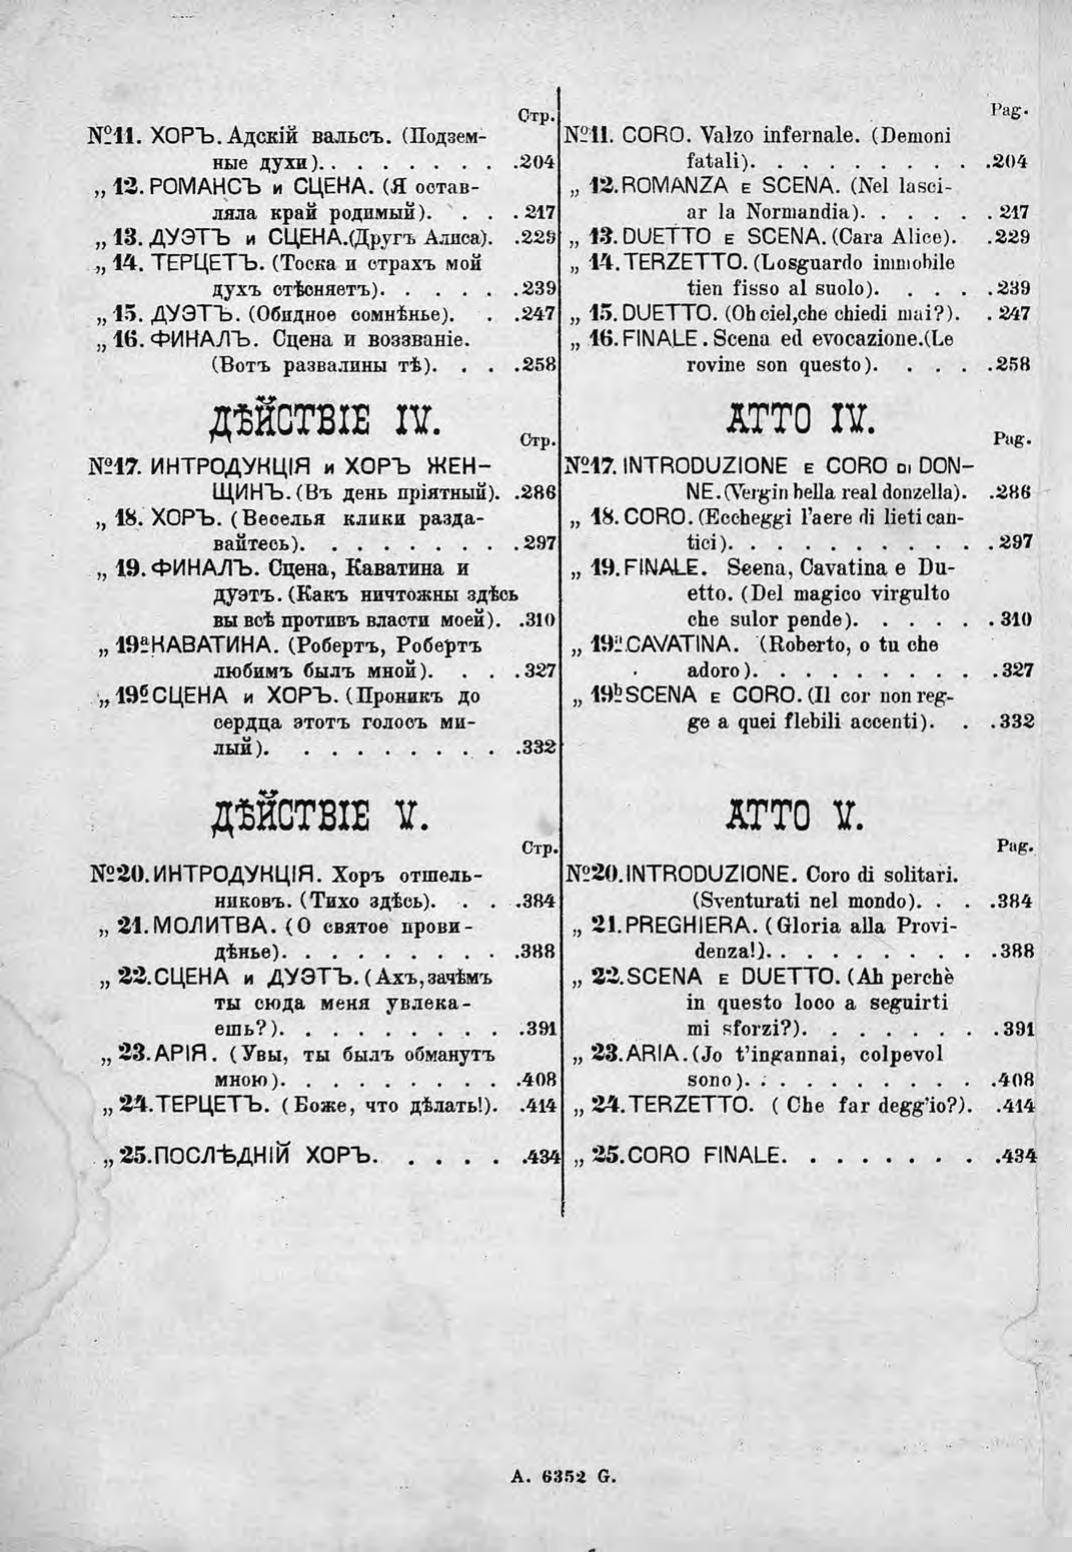 Стр.
№11. ХОРЪ. Адскій вальсъ. (Подзем-
ные духи). . . . . . . . .204
„ 12. РОМАНСЪ и СЦЕНА. (Я остав-
ляла край родимый). . . . .217
„ 13. ДУЭТЪ и СЦЕНА.(Другъ Алиса). .229
„ 14. ТЕРЦЕТЪ. (Тоска и страхъ мой
духъ стѣсняетъ). . . . . .239
„ 15. ДУЭТЪ. (Обидное сомнѣнье). . .247
„ 16. ФИНАЛЪ. Сцена и воззваніе.
(Вотъ развалины тѣ). . . .258
ДѢЙСТВІЕ IV.
Стр.
№17. ИНТРОДУКЦІЯ и ХОРЪ ЖЕН-
ЩИНЪ. (Въ день пріятный). .286
„ 18. ХОРЪ. (Веселья клики разда-
вайтесь). . . . . . . . .297
„ 19. ФИНАЛЪ. Сцена, Каватина и
дуэтъ. (Какъ ничтожны здѣсь
вы всѣ противъ власти моей). .310
„ 19а КАВАТИНА. (Робертъ, Робертъ
любимъ былъ мной). . . .327
„ 19б СЦЕНА и ХОРЪ. (Проникъ до
сердца этотъ голосъ ми-
лый). . . . . . . . . .332
ДѢЙСТВІЕ V.
Стр.
№20. ИНТРОДУКЦІЯ. Хоръ отшель-
никовъ. (Тихо здѣсь). . . .384
„ 21. МОЛИТВА. (О святое прови-
дѣнье). . . . . . . . . .388
„ 22. СЦЕНА и ДУЭТЪ. (Ахъ, зачѣмъ
ты сюда меня увлека-
ешь?). . . . . . . . . .391
„ 23. АРІЯ. (Увы, ты былъ обманутъ
мною). . . . . . . . . .408
„ 24. ТЕРЦЕТЪ. (Боже, что дѣлать!). .414
„ 25. ПОСЛѢДНІЙ ХОРЪ. . . . . .434
Pag.
№11. CORO. Valzo infernale. (Demoni
fatali). . . . . . . . . .204
„ 12. ROMANZA E SCENA. (Nel lasci-
ar la Normandia). . . . . .217
„ 13. DUETTO E SCENA. (Cara Alice). .229
„ 14. TERZETTO. (Losguardo immobile
tien fisso al suolo). . . . .239
„ 15. DUETTO. (Oh ciel, che chiedi mai?). .247
„ 16. FINALE. Scena ed evocazione.(Le
rovine son questo). . . . .258
ATTO IV.
Pag.
№17. INTRODUZIONE E CORO DI DON-
NE. (Vergin bella real donzella). .286
„ 18. CORO. (Eccheggi l'aere di lieti can-
tici). . . . . . . . . . .297
„ 19. FINALE. Scena, Cavatina e Du-
etto. (Del magico virgulto
che sulor pende). . . . . .310
„ 19a CAVATINA. (Roberto, o tu che
adoro). . . . . . . . . .327
„ 19b SCENA E CORO. (Il cor non reg-
ge a quei flebili accenti). . .332
ATTO V.
Pag.
№20. INTRODUZIONE. Coro di solitari.
(Sventurati nel mondo). . . .384
„ 21. PREGHIERA. (Gloria alla Provi-
denza!). . . . . . . . . .388
„ 22. SCENA E DUETTO. (Ah perchè
in questo loco a seguirti
mi sforzi?). . . . . . . .391
„ 23. ARIA. (Jo t'ingannai, colpevol
sono). . . . . . . . . . .408
„ 24. TERZETTO. (Che far degg'io?). .414
„ 25. CORO FINALE. . . . . . . . .434
A. 6352 G.